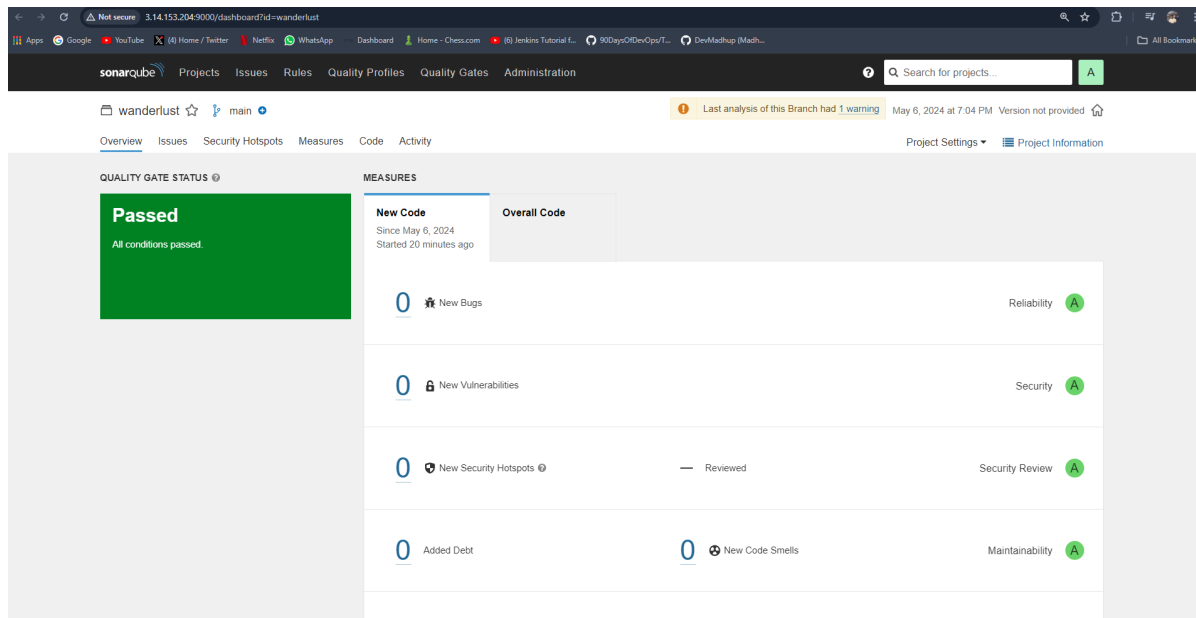 Not secure 3.14.153.204:9000/dashboard?id=wanderlust
Apps Google YouTube (4) Home / Twitter Netflix WhatsApp Dashboard Home - Chess.com (6) Jenkins Tutorial f... 90DaysOfDevOps/T... DevMadhup (Madh... All Bookmark
sonarqube Projects Issues Rules Quality Profiles Quality Gates Administration ? Search for projects... A
wanderlust main Last analysis of this Branch had 1 warning May 6, 2024 at 7:04 PM Version not provided
Overview Issues Security Hotspots Measures Code Activity Project Settings Project Information
QUALITY GATE STATUS ? MEASURES
Passed
All conditions passed.
New Code
Since May 6, 2024
Started 20 minutes ago
Overall Code
0 New Bugs Reliability A
0 New Vulnerabilities Security A
0 New Security Hotspots ? — Reviewed Security Review A
0 Added Debt 0 New Code Smells Maintainability A